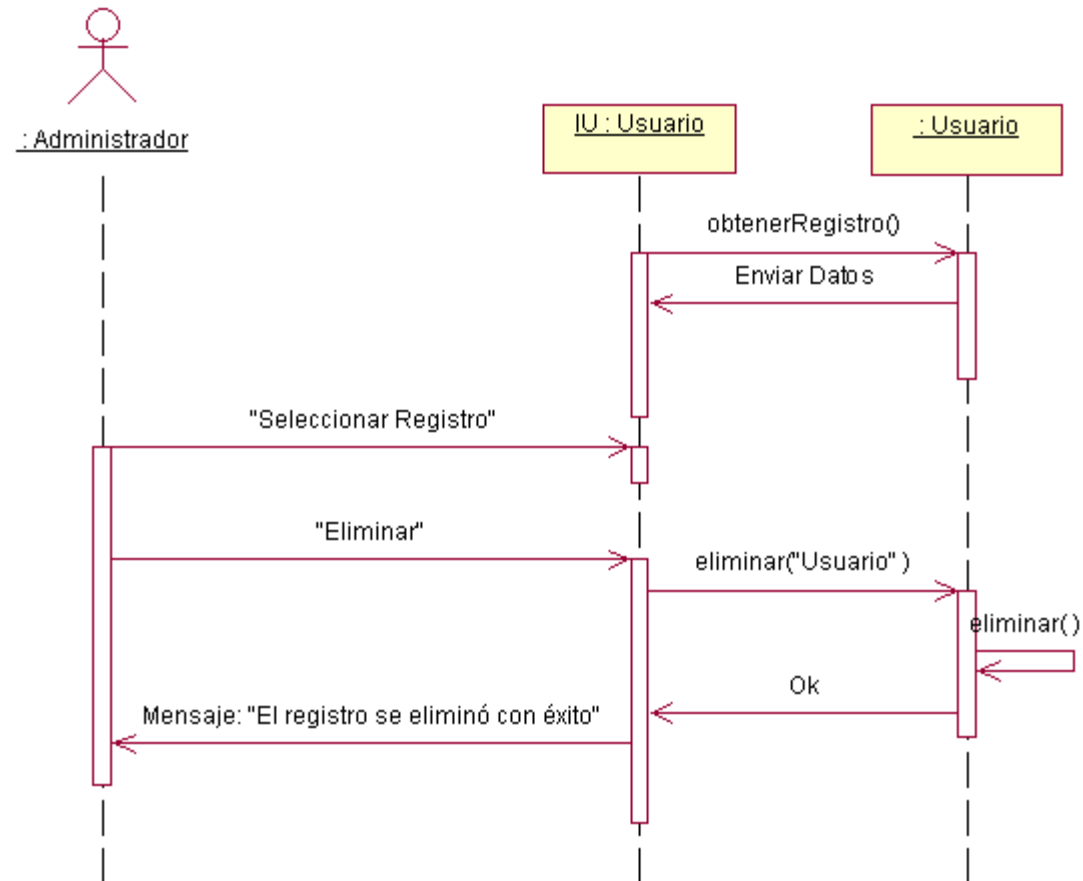 : Administrador
IU : Usuario
: Usuario
obtenerRegistro()
Enviar Datos
"Seleccionar Registro"
"Eliminar"
eliminar("Usuario" )
eliminar( )
Ok
Mensaje: "El registro se eliminó con éxito"